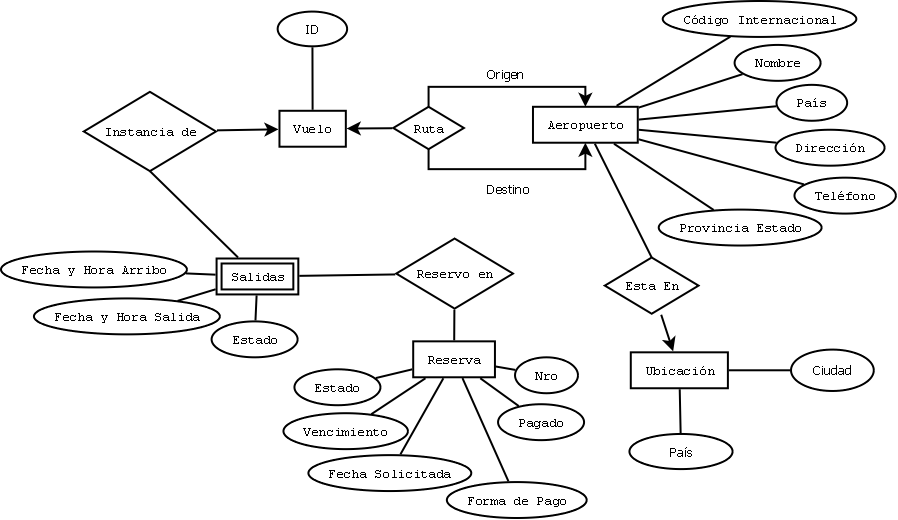 Código Internacional
ID
Nombre
Origen
País
Instancia de
Vuelo
Ruta
Aeropuerto
Dirección
Destino
Teléfono
Provincia Estado
Fecha y Hora Arribo
Salidas
Reservo en
Esta En
Fecha y Hora Salida
Estado
Reserva
Ubicación
Ciudad
Estado
Nro
Vencimiento
Pagado
País
Fecha Solicitada
Forma de Pago